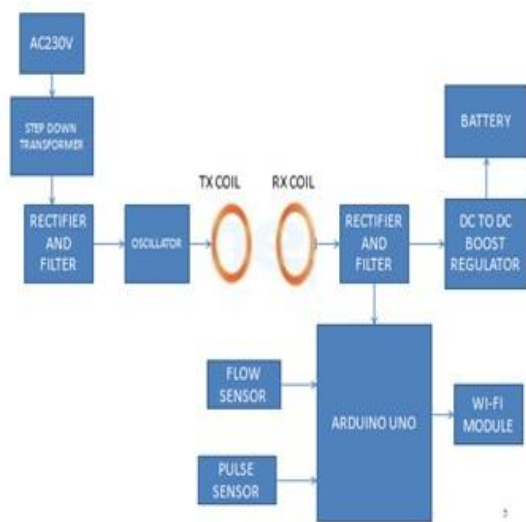 AC230V
STEP DOWN
TRANSFORMER
RECTIFIER
AND
FILTER
OSCILLATOR
TX COIL
RX COIL
RECTIFIER
AND
FILTER
DC TO DC
BOOST
REGULATOR
BATTERY
FLOW
SENSOR
PULSE
SENSOR
ARDUINO UNO
WI-FI
MODULE